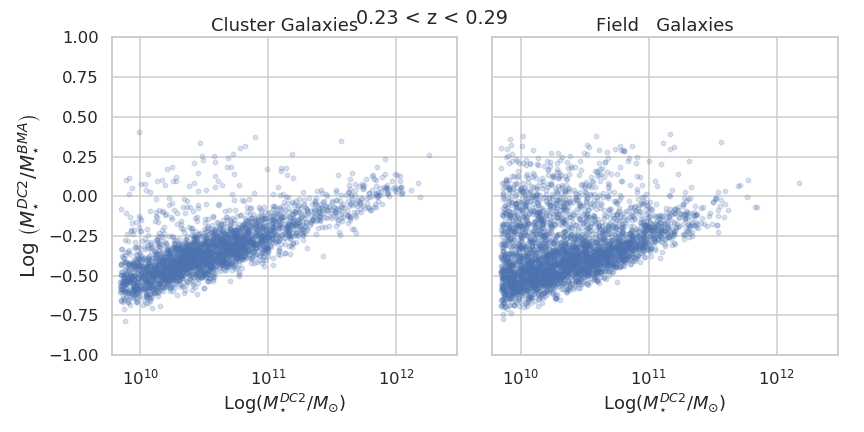 0.23 < z < 0.29
Cluster Galaxies
Field Galaxies
Log (M⋆^DC2/M⋆^BMA)
1.00
0.75
0.50
0.25
0.00
−0.25
−0.50
−0.75
−1.00
10^10 10^11 10^12
10^10 10^11 10^12
Log(M⋆^DC2/M⊙)
Log(M⋆^DC2/M⊙)